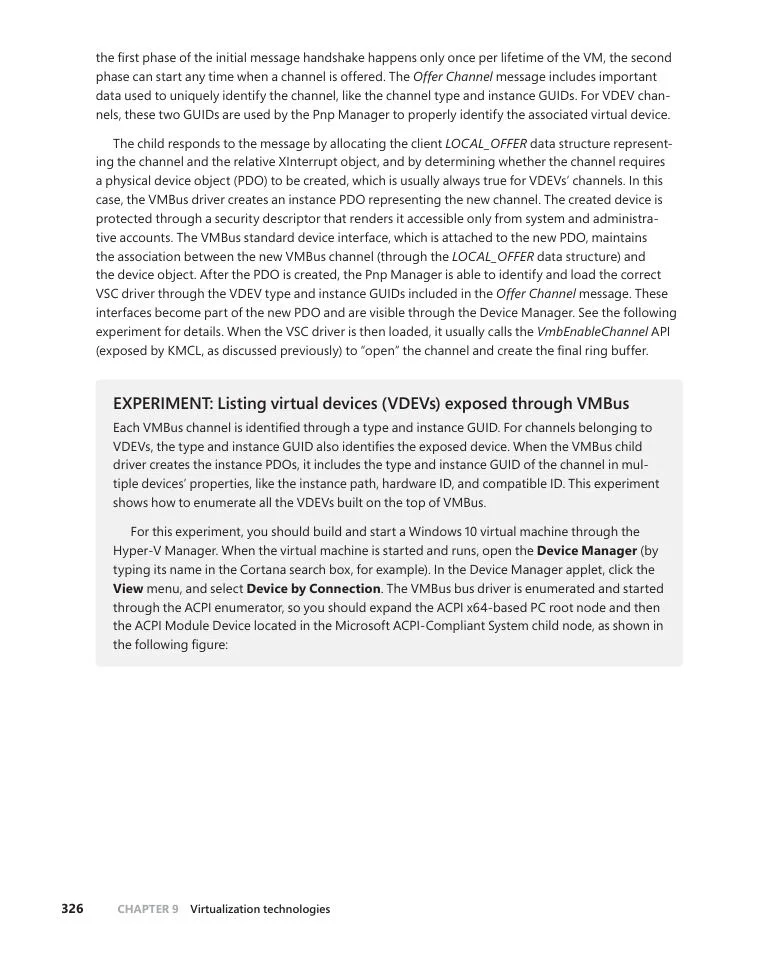 the first phase of the initial message handshake happens only once per lifetime of the VM, the second
phase can start any time when a channel is offered. The Offer Channel message includes important
data used to uniquely identify the channel, like the channel type and instance GUIDs. For VDEV chan-
nels, these two GUIDs are used by the Pnp Manager to properly identify the associated virtual device.
The child responds to the message by allocating the client LOCAL_OFFER data structure represent-
ing the channel and the relative XInterrupt object, and by determining whether the channel requires
a physical device object (PDO) to be created, which is usually always true for VDEVs’ channels. In this
case, the VMBus driver creates an instance PDO representing the new channel. The created device is
protected through a security descriptor that renders it accessible only from system and administra-
tive accounts. The VMBus standard device interface, which is attached to the new PDO, maintains
the association between the new VMBus channel (through the LOCAL_OFFER data structure) and
the device object. After the PDO is created, the Pnp Manager is able to identify and load the correct
VSC driver through the VDEV type and instance GUIDs included in the Offer Channel message. These
interfaces become part of the new PDO and are visible through the Device Manager. See the following
experiment for details. When the VSC driver is then loaded, it usually calls the VmbEnableChannel API
(exposed by KMCL, as discussed previously) to “open” the channel and create the final ring buffer.
EXPERIMENT: Listing virtual devices (VDEVs) exposed through VMBus
Each VMBus channel is identified through a type and instance GUID. For channels belonging to
VDEVs, the type and instance GUID also identifies the exposed device. When the VMBus child
driver creates the instance PDOs, it includes the type and instance GUID of the channel in mul-
tiple devices’ properties, like the instance path, hardware ID, and compatible ID. This experiment
shows how to enumerate all the VDEVs built on the top of VMBus.
For this experiment, you should build and start a Windows 10 virtual machine through the
Hyper-V Manager. When the virtual machine is started and runs, open the Device Manager (by
typing its name in the Cortana search box, for example). In the Device Manager applet, click the
View menu, and select Device by Connection. The VMBus bus driver is enumerated and started
through the ACPI enumerator, so you should expand the ACPI x64-based PC root node and then
the ACPI Module Device located in the Microsoft ACPI-Compliant System child node, as shown in
the following figure:
326 CHAPTER 9 Virtualization technologies